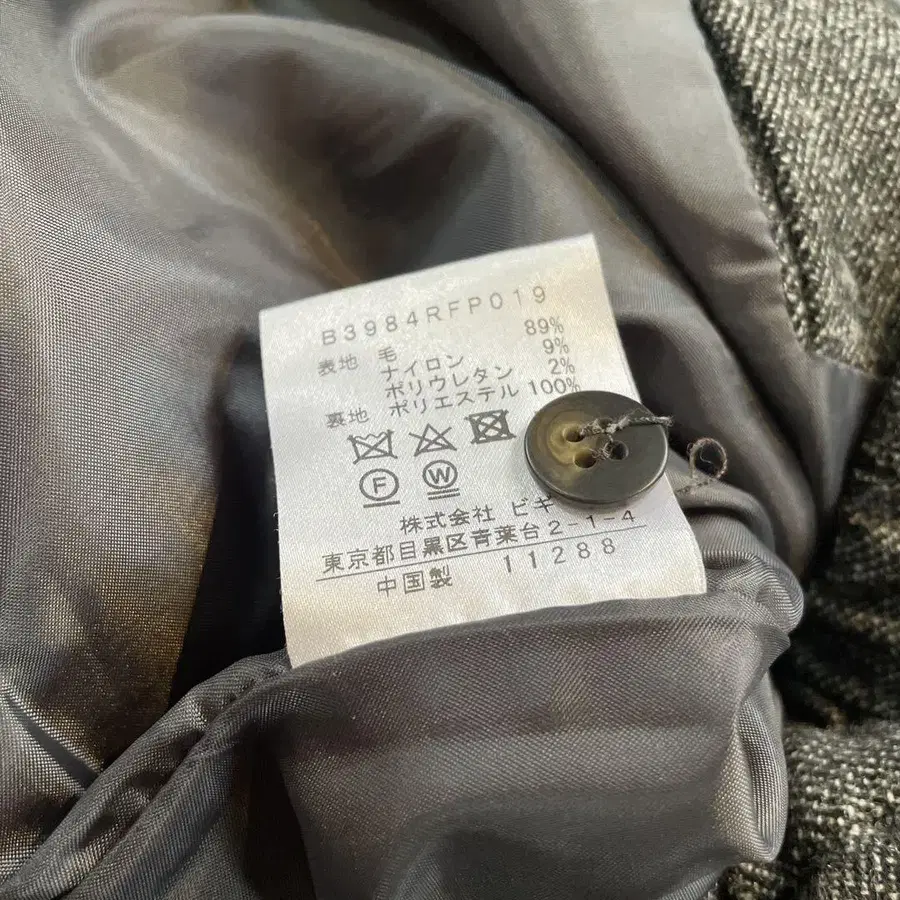 B3984RFP019
表地 毛 89%
ナイロン 9%
ポリウレタン 2%
裏地 ポリエステル 100%
F W
株式会社 ビギ
東京都目黒区青葉台2-1-4
中国製 11288